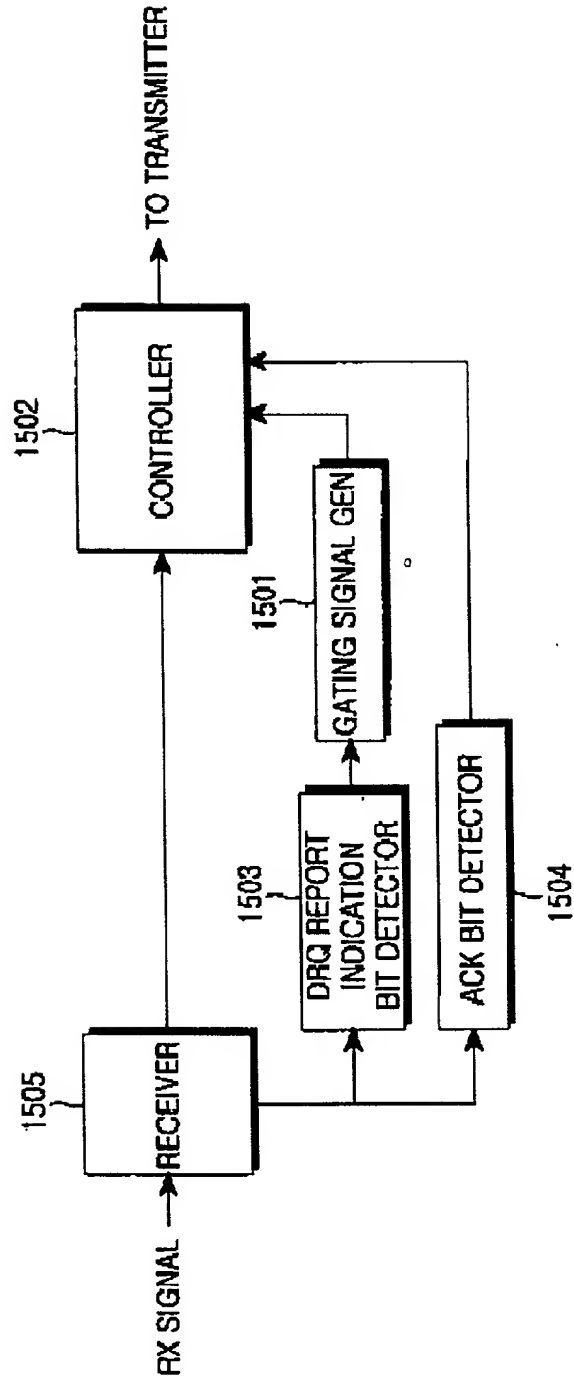 RX SIGNAL
1505
RECEIVER
1502
CONTROLLER
TO TRANSMITTER
1503
DRQ REPORT
INDICATION
BIT DETECTOR
1501
GATING SIGNAL GEN
ACK BIT DETECTOR
1504